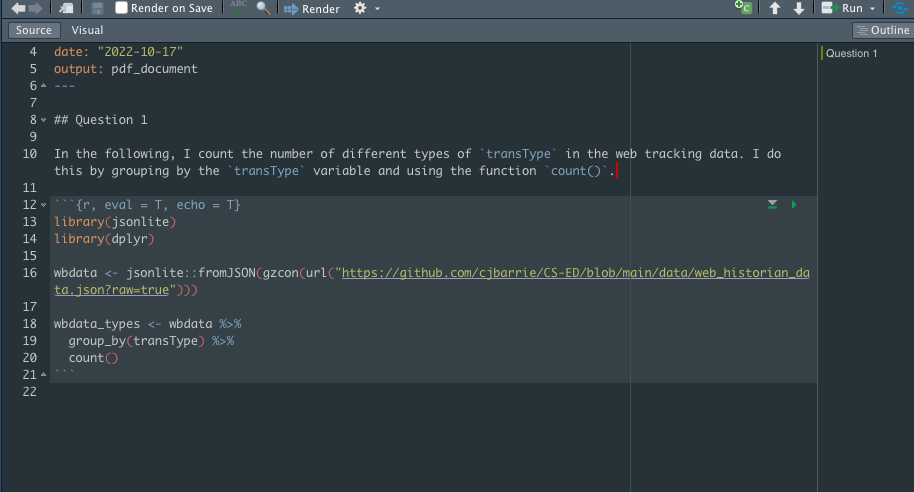 Render on Save
ABC
Render
C
Run
Source
Visual
Outline
4 date: "2022-10-17"
5 output: pdf_document
6 ---
7
8 ## Question 1
9
10 In the following, I count the number of different types of `transType` in the web tracking data. I do
this by grouping by the `transType` variable and using the function `count()`.
11
12 ```{r, eval = T, echo = T}
13 library(jsonlite)
14 library(dplyr)
15
16 wbdata <- jsonlite::fromJSON(gzcon(url("https://github.com/cjbarrie/CS-ED/blob/main/data/web_historian_da
ta.json?raw=true")))
17
18 wbdata_types <- wbdata %>%
19 group_by(transType) %>%
20 count()
21 ```
22
Question 1